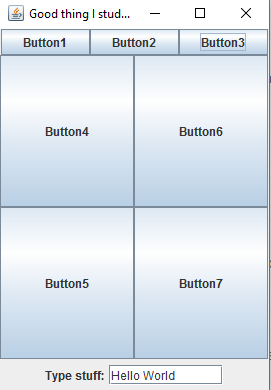 Good thing I stud...
Button1 Button2 Button3
Button4 Button6
Button5 Button7
Type stuff: Hello World